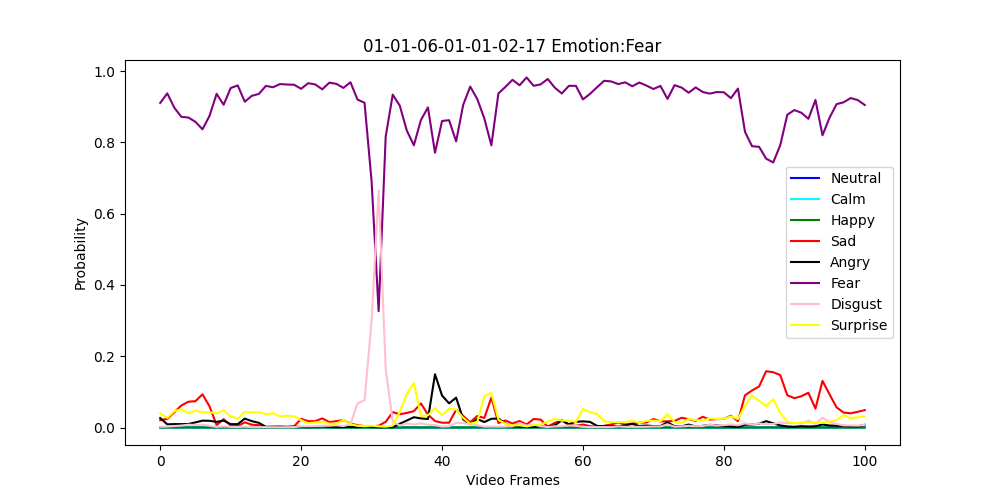 01-01-06-01-01-02-17 Emotion:Fear
Probability
1.0
0.8
0.6
0.4
0.2
0.0
0
20
40
60
80
100
Video Frames
Neutral
Calm
Happy
Sad
Angry
Fear
Disgust
Surprise